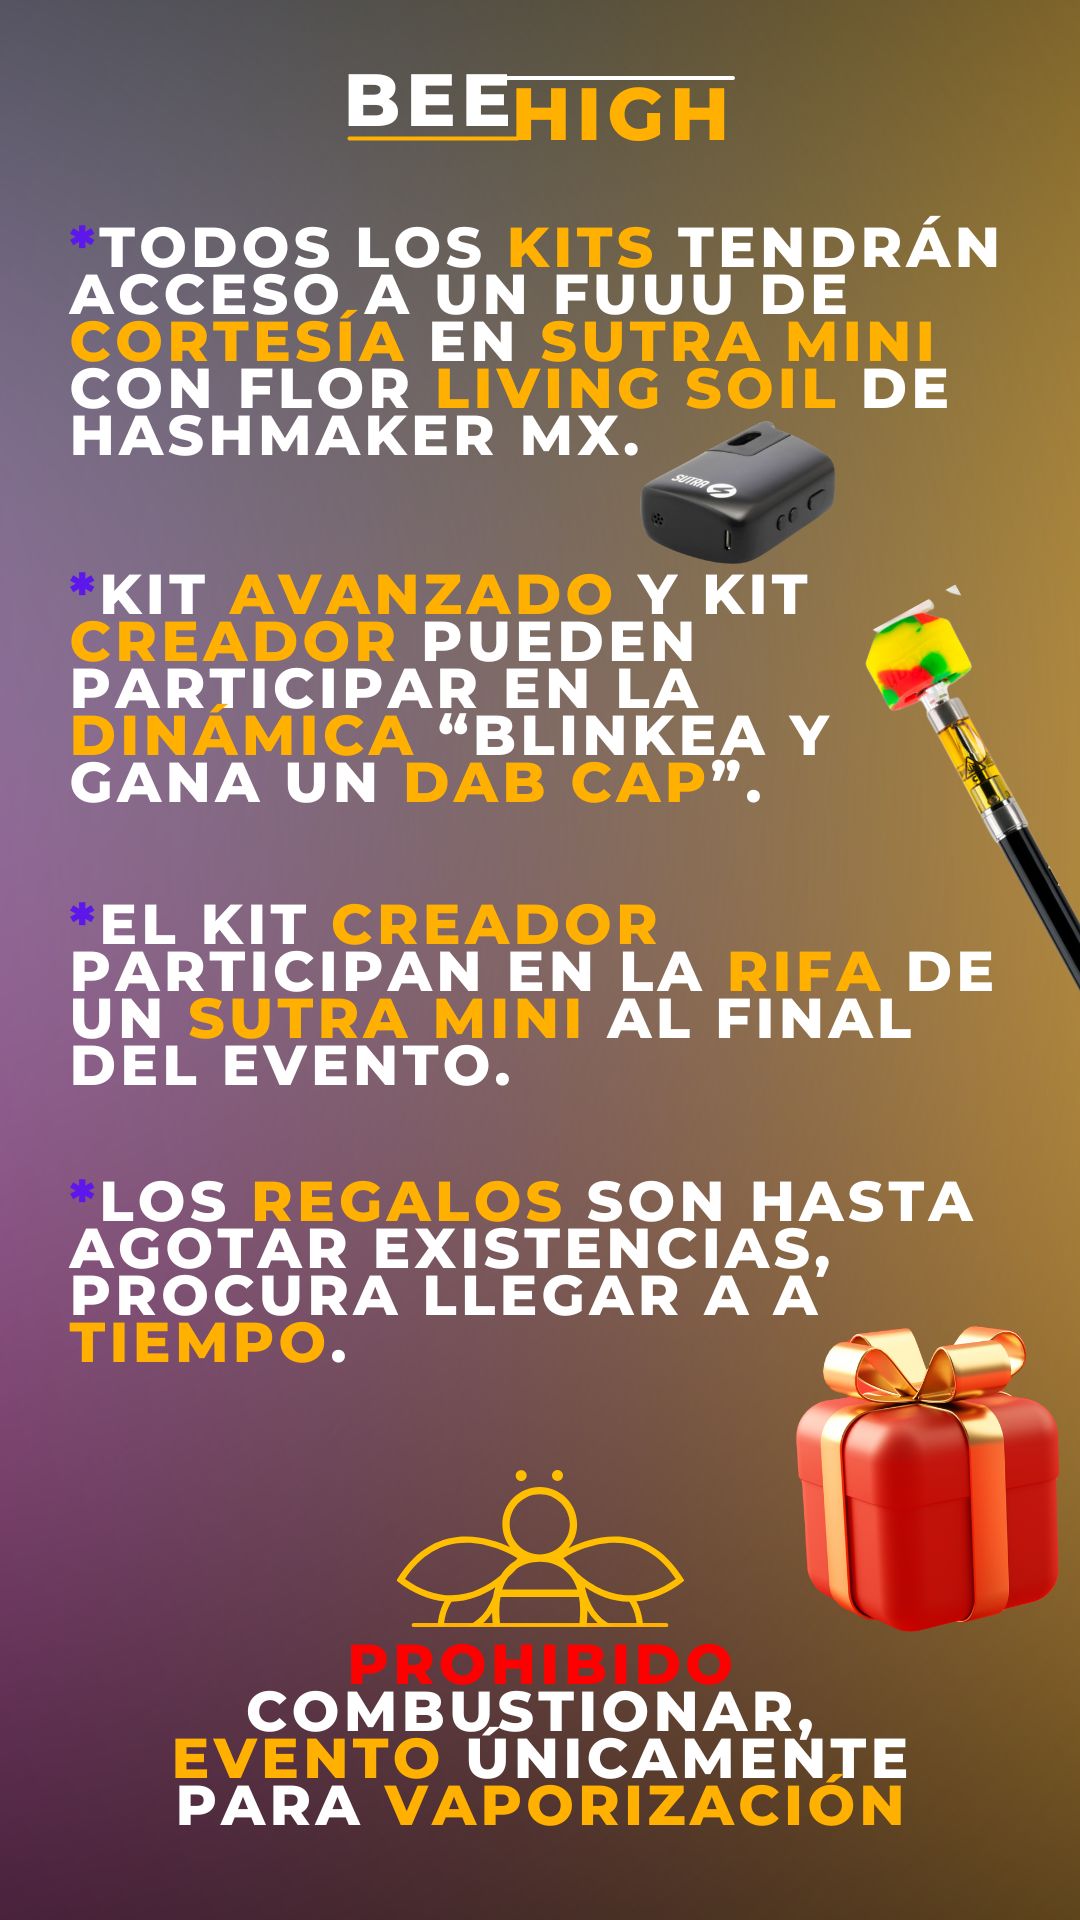 BEEHIGH
*TODOS LOS KITS TENDRÁN
ACCESO A UN FUUU DE
CORTESÍA EN SUTRA MINI
CON FLOR LIVING SOIL DE
HASHMAKER MX.
SUTRA
*KIT AVANZADO Y KIT
CREADOR PUEDEN
PARTICIPAR EN LA
DINÁMICA “BLINKEA Y
GANA UN DAB CAP”.
*EL KIT CREADOR
PARTICIPAN EN LA RIFA DE
UN SUTRA MINI AL FINAL
DEL EVENTO.
*LOS REGALOS SON HASTA
AGOTAR EXISTENCIAS,
PROCURA LLEGAR A A
TIEMPO.
PROHIBIDO
COMBUSTIONAR,
EVENTO ÚNICAMENTE
PARA VAPORIZACIÓN